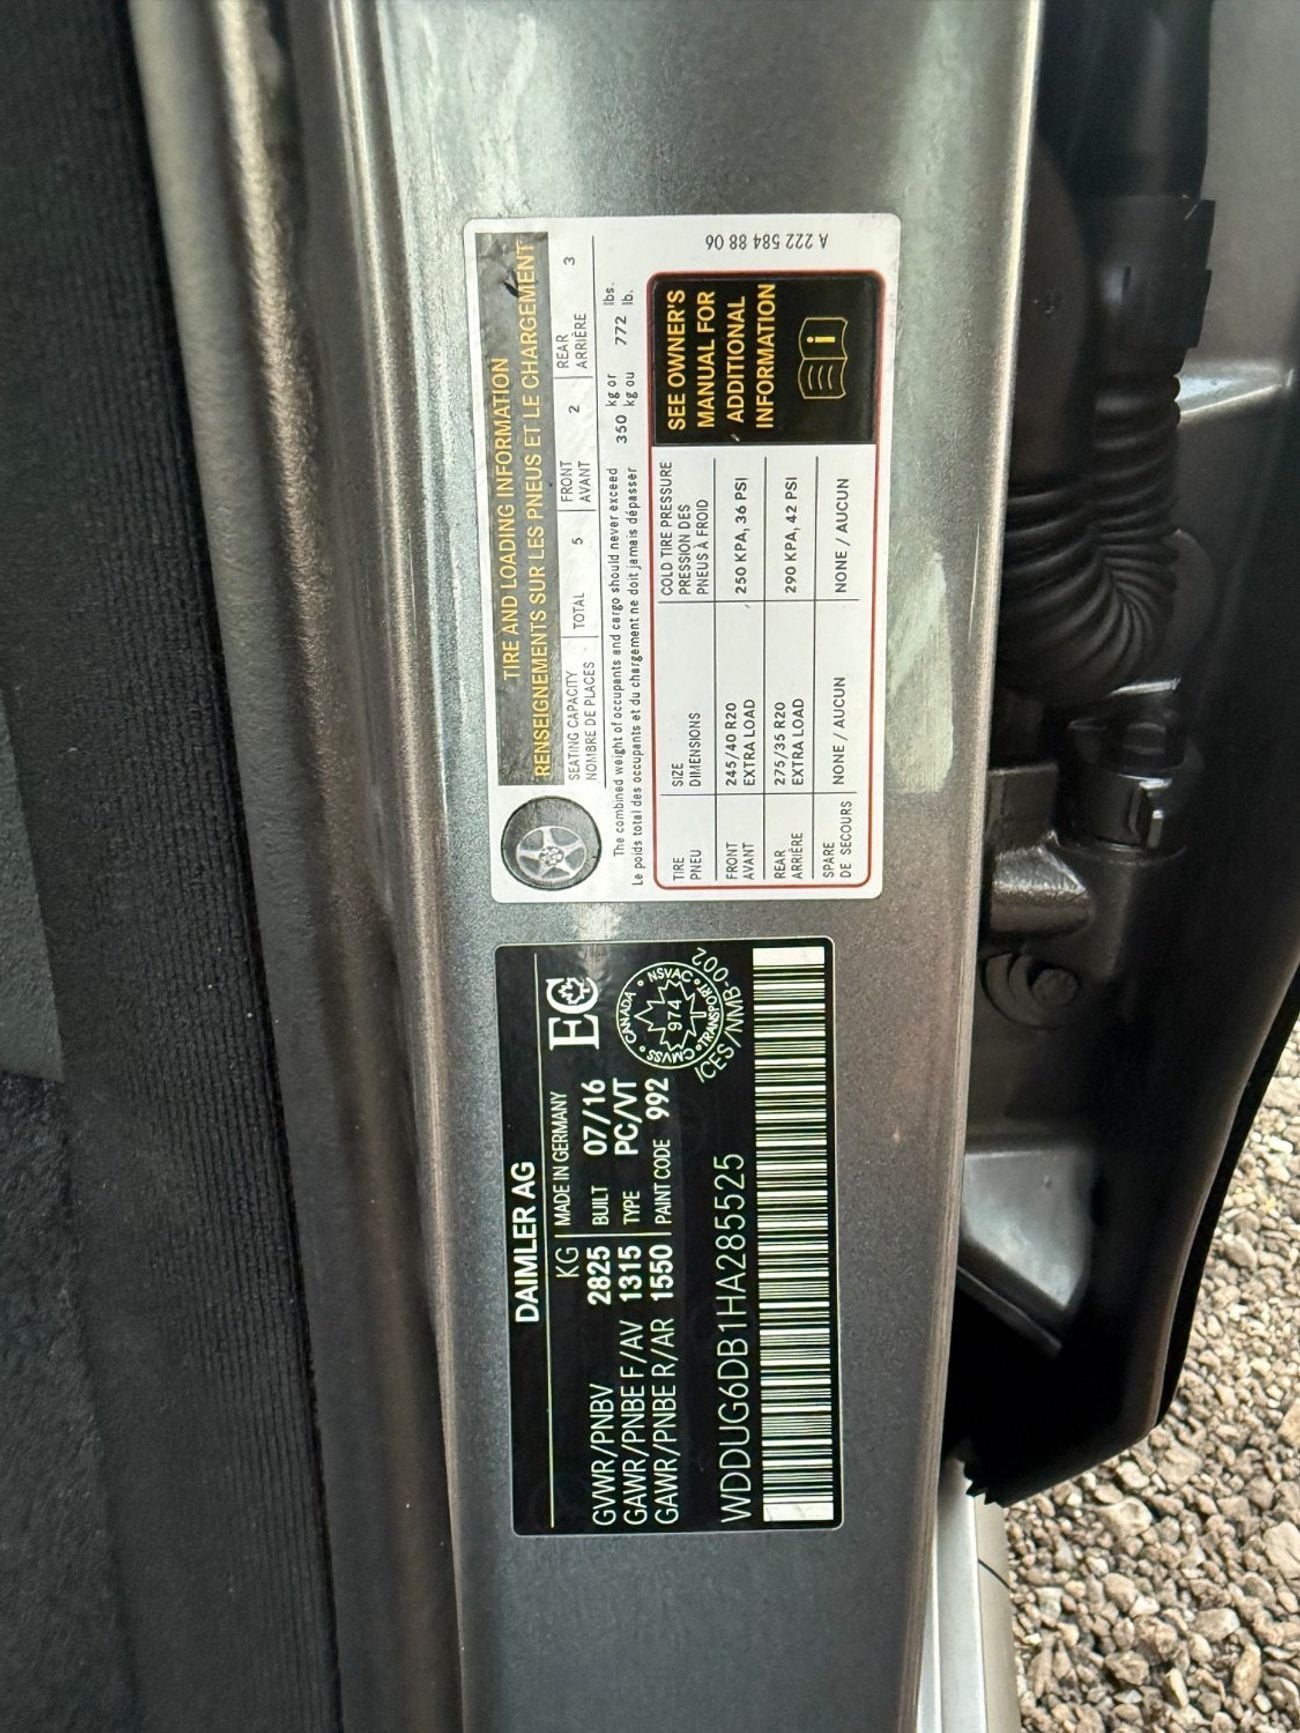 TIRE AND LOADING INFORMATION
RENSEIGNEMENTS SUR LES PNEUS ET LE CHARGEMENT
SEATING CAPACITY TOTAL 5 FRONT 2 REAR 3
NOMBRE DE PLACES AVANT ARRIÈRE
The combined weight of occupants and cargo should never exceed 350 kg or 772 lbs.
Le poids total des occupants et du chargement ne doit jamais dépasser kg ou lb.
TIRE SIZE COLD TIRE PRESSURE
PNEU DIMENSIONS PRESSION DES
PNEUS À FROID
FRONT 245/40 R20 250 KPA, 36 PSI
AVANT EXTRA LOAD
REAR 275/35 R20 290 KPA, 42 PSI
ARRIÈRE EXTRA LOAD
SPARE NONE / AUCUN NONE / AUCUN
DE SECOURS
SEE OWNER'S
MANUAL FOR
ADDITIONAL
INFORMATION
i
A 222 584 88 06
DAIMLER AG
KG MADE IN GERMANY
GVWR/PNBV 2825 BUILT 07/16
GAWR/PNBE F/AV 1315 TYPE PC/VT
GAWR/PNBE R/AR 1550 PAINT CODE 992
EC
CANADA NSVAC
974
CMVSS TRANSPORT
ICES/NMB-002
WDDUG6DB1HA285525